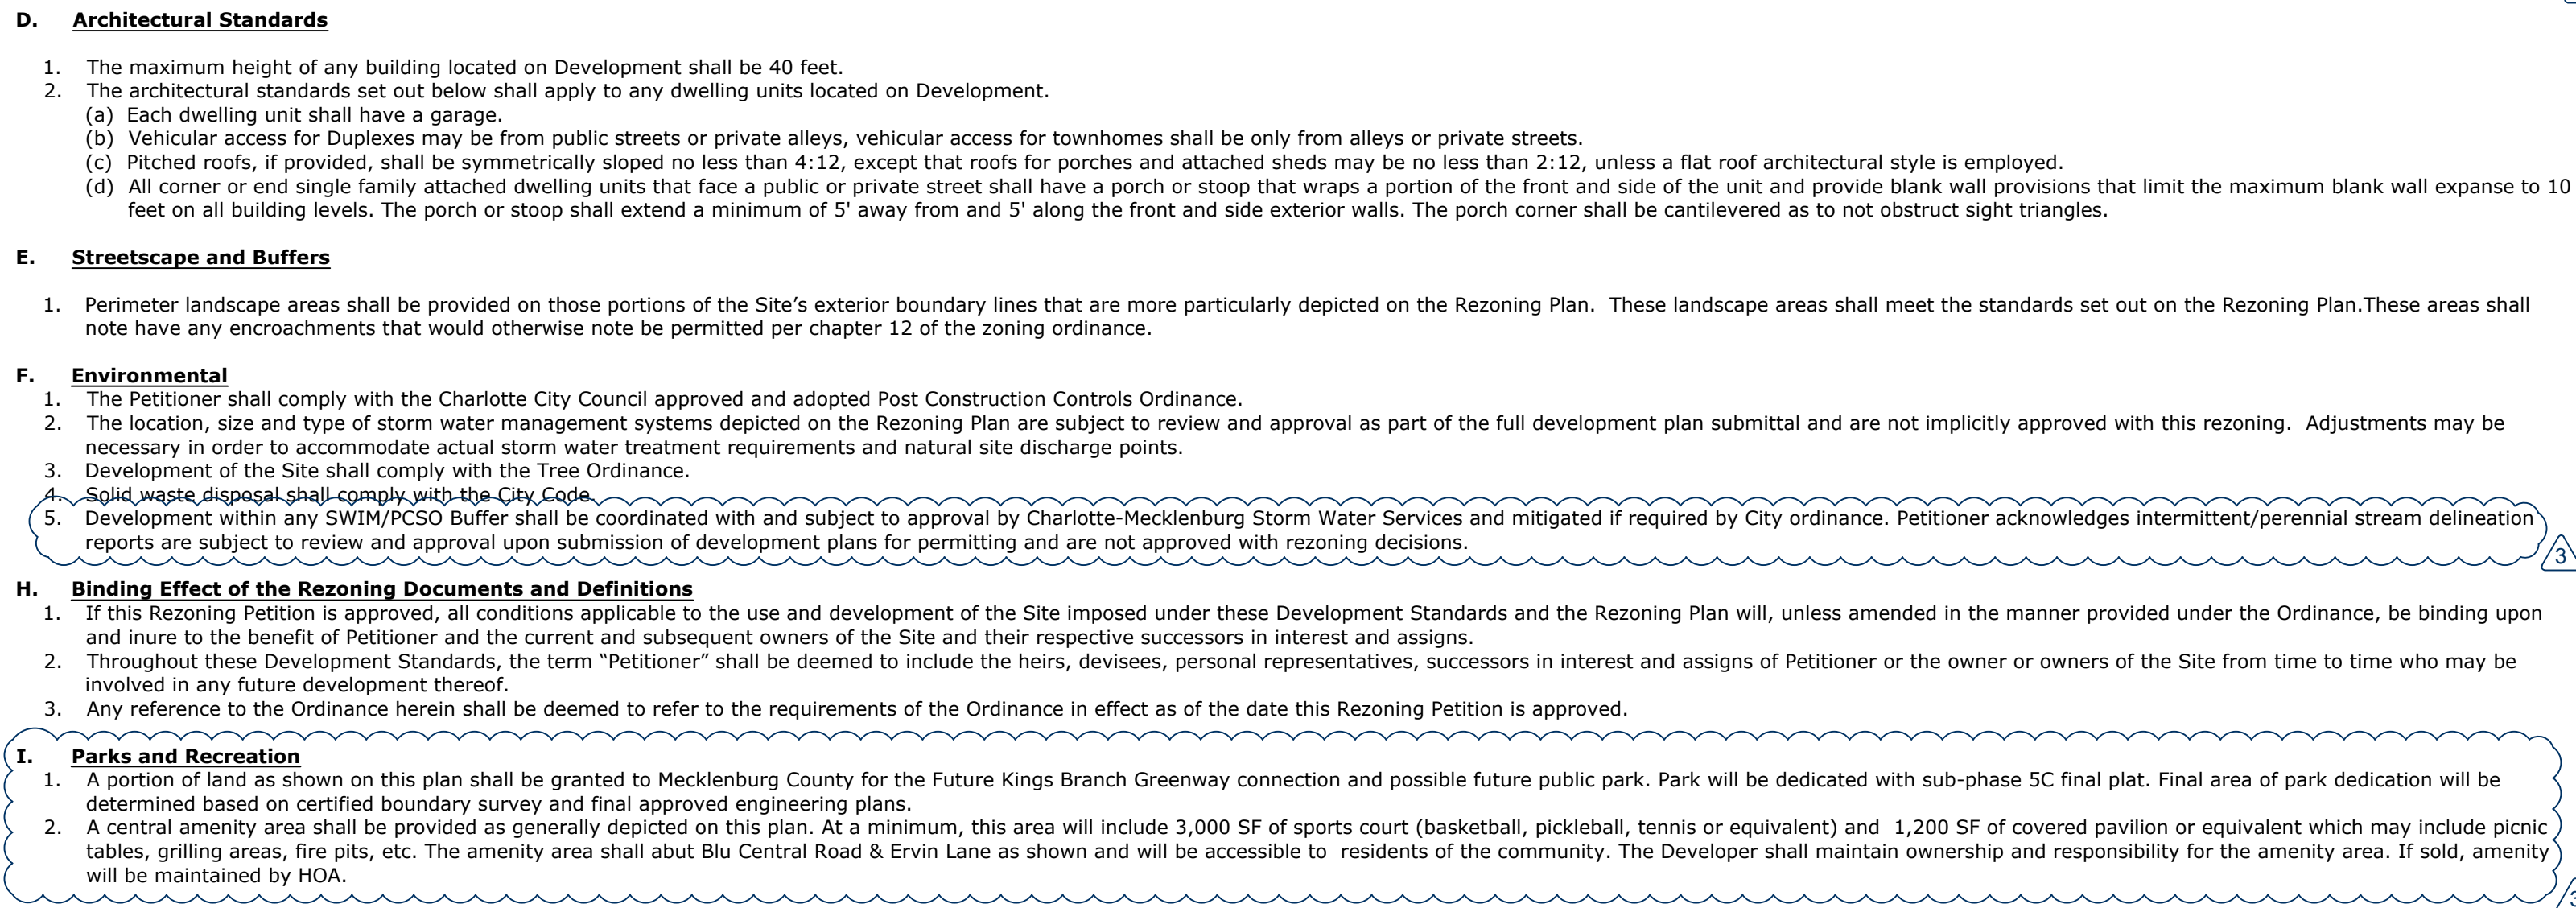 D. Architectural Standards
1. The maximum height of any building located on Development shall be 40 feet.
2. The architectural standards set out below shall apply to any dwelling units located on Development.
(a) Each dwelling unit shall have a garage.
(b) Vehicular access for Duplexes may be from public streets or private alleys, vehicular access for townhomes shall be only from alleys or private streets.
(c) Pitched roofs, if provided, shall be symmetrically sloped no less than 4:12, except that roofs for porches and attached sheds may be no less than 2:12, unless a flat roof architectural style is employed.
(d) All corner or end single family attached dwelling units that face a public or private street shall have a porch or stoop that wraps a portion of the front and side of the unit and provide blank wall provisions that limit the maximum blank wall expanse to 10
feet on all building levels. The porch or stoop shall extend a minimum of 5' away from and 5' along the front and side exterior walls. The porch corner shall be cantilevered as to not obstruct sight triangles.
E. Streetscape and Buffers
1. Perimeter landscape areas shall be provided on those portions of the Site's exterior boundary lines that are more particularly depicted on the Rezoning Plan. These landscape areas shall meet the standards set out on the Rezoning Plan.These areas shall
note have any encroachments that would otherwise note be permitted per chapter 12 of the zoning ordinance.
F. Environmental
1. The Petitioner shall comply with the Charlotte City Council approved and adopted Post Construction Controls Ordinance.
2. The location, size and type of storm water management systems depicted on the Rezoning Plan are subject to review and approval as part of the full development plan submittal and are not implicitly approved with this rezoning. Adjustments may be
necessary in order to accommodate actual storm water treatment requirements and natural site discharge points.
3. Development of the Site shall comply with the Tree Ordinance.
4. Solid waste disposal shall comply with the City Code.
5. Development within any SWIM/PCSO Buffer shall be coordinated with and subject to approval by Charlotte-Mecklenburg Storm Water Services and mitigated if required by City ordinance. Petitioner acknowledges intermittent/perennial stream delineation
reports are subject to review and approval upon submission of development plans for permitting and are not approved with rezoning decisions.
3
H. Binding Effect of the Rezoning Documents and Definitions
1. If this Rezoning Petition is approved, all conditions applicable to the use and development of the Site imposed under these Development Standards and the Rezoning Plan will, unless amended in the manner provided under the Ordinance, be binding upon
and inure to the benefit of Petitioner and the current and subsequent owners of the Site and their respective successors in interest and assigns.
2. Throughout these Development Standards, the term "Petitioner" shall be deemed to include the heirs, devisees, personal representatives, successors in interest and assigns of Petitioner or the owner or owners of the Site from time to time who may be
involved in any future development thereof.
3. Any reference to the Ordinance herein shall be deemed to refer to the requirements of the Ordinance in effect as of the date this Rezoning Petition is approved.
I. Parks and Recreation
1. A portion of land as shown on this plan shall be granted to Mecklenburg County for the Future Kings Branch Greenway connection and possible future public park. Park will be dedicated with sub-phase 5C final plat. Final area of park dedication will be
determined based on certified boundary survey and final approved engineering plans.
2. A central amenity area shall be provided as generally depicted on this plan. At a minimum, this area will include 3,000 SF of sports court (basketball, pickleball, tennis or equivalent) and 1,200 SF of covered pavilion or equivalent which may include picnic
tables, grilling areas, fire pits, etc. The amenity area shall abut Blu Central Road & Ervin Lane as shown and will be accessible to residents of the community. The Developer shall maintain ownership and responsibility for the amenity area. If sold, amenity
will be maintained by HOA.